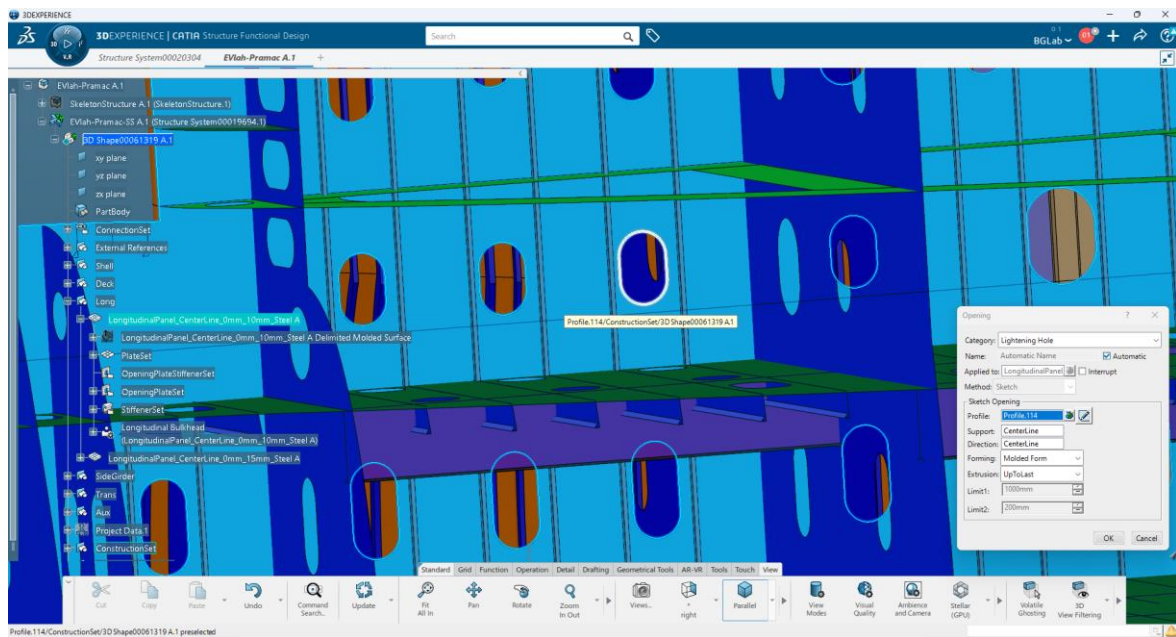 3DEXPERIENCE
3DEXPERIENCE | CATIA Structure Functional Design
Search
BGLab
Structure System00020304
EVlah-Pramac A.1
EVlah-Pramac A.1
SkeletonStructure A.1 (SkeletonStructure.1)
EVlah-Pramac-SS A.1 (Structure System00019694.1)
3D Shape00061319 A.1
xy plane
yz plane
zx plane
PartBody
ConnectionSet
External References
Shell
Deck
Long
LongitudinalPanel_CenterLine_0mm_10mm_Steel A
LongitudinalPanel_CenterLine_0mm_10mm_Steel A Delimited Molded Surface
PlateSet
OpeningPlateStiffenerSet
OpeningPlateSet
StiffenerSet
Longitudinal Bulkhead
(LongitudinalPanel_CenterLine_0mm_10mm_Steel A)
LongitudinalPanel_CenterLine_0mm_15mm_Steel A
SideGirder
Trans
Aux
Project Data.1
ConstructionSet
Profile.114/ConstructionSet/3D Shape00061319 A.1
Opening ? ×
Category: Lightening Hole
Name: Automatic Name Automatic
Applied to: LongitudinalPanel Interrupt
Method: Sketch
Sketch Opening
Profile: Profile.114
Support: CenterLine
Direction: CenterLine
Forming: Molded Form
Extrusion: UpToLast
Limit1: 1000mm
Limit2: 200mm
OK Cancel
Standard Grid Function Operation Detail Drafting Geometrical Tools AR-VR Tools Touch View
Cut
Copy
Paste
Undo
Command
Search...
Update
Fit
All In
Pan
Rotate
Zoom
In Out
Views...
*
right
Parallel
View
Modes
Visual
Quality
Ambience
and Camera
Stellar
(GPU)
Volatile
Ghosting
3D
View Filtering
Profile.114/ConstructionSet/3D Shape00061319 A.1 preselected